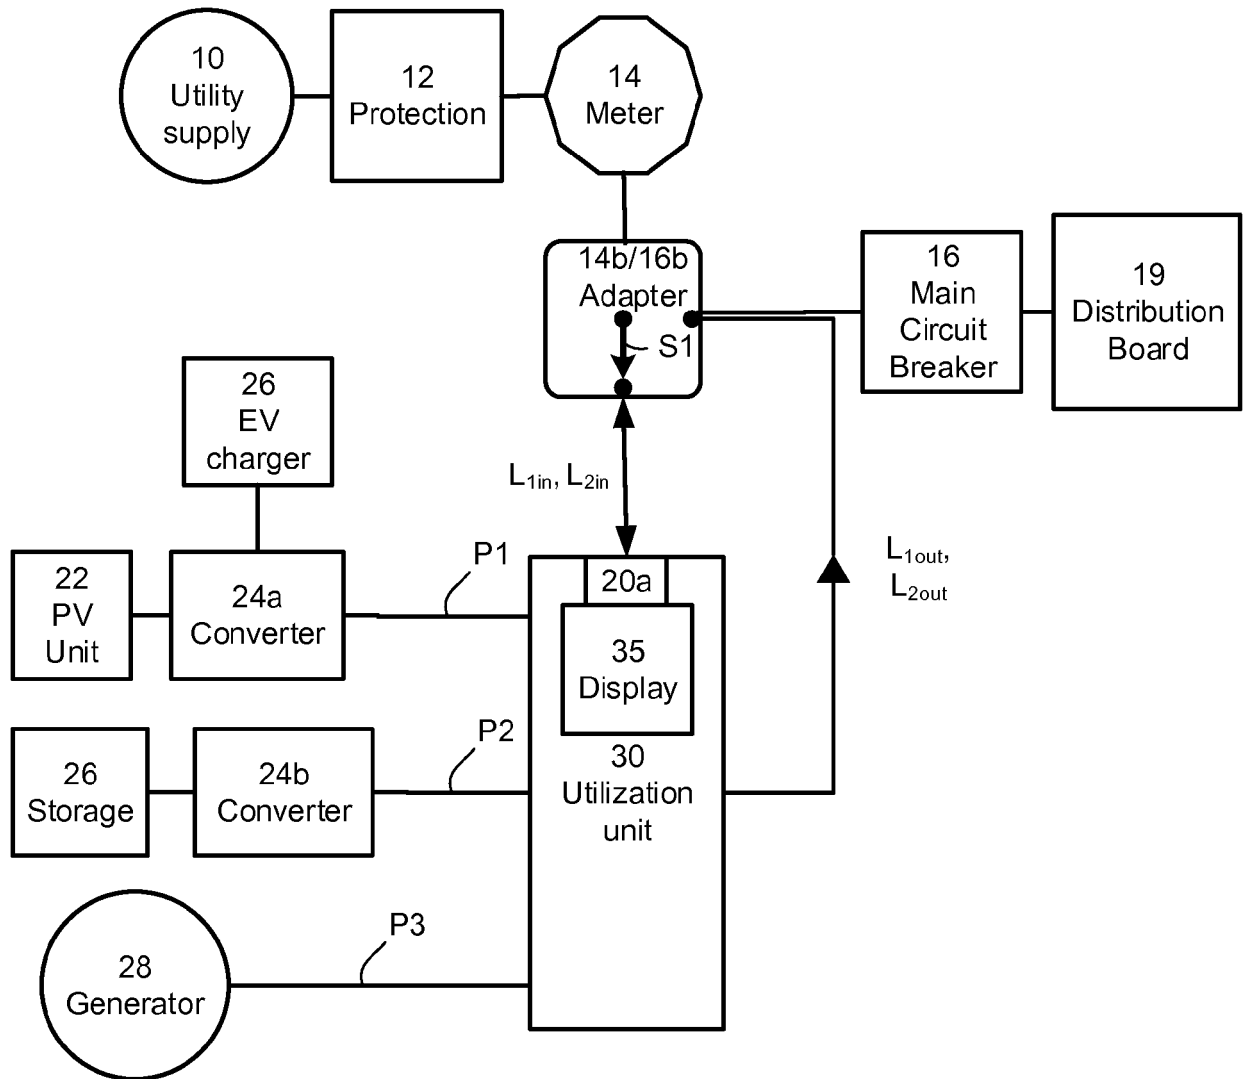 10
Utility
supply
12
Protection
14
Meter
14b/16b
Adapter
S1
16
Main
Circuit
Breaker
19
Distribution
Board
26
EV
charger
L1in, L2in
L1out,
L2out
22
PV
Unit
24a
Converter
P1
20a
35
Display
30
Utilization
unit
26
Storage
24b
Converter
P2
28
Generator
P3